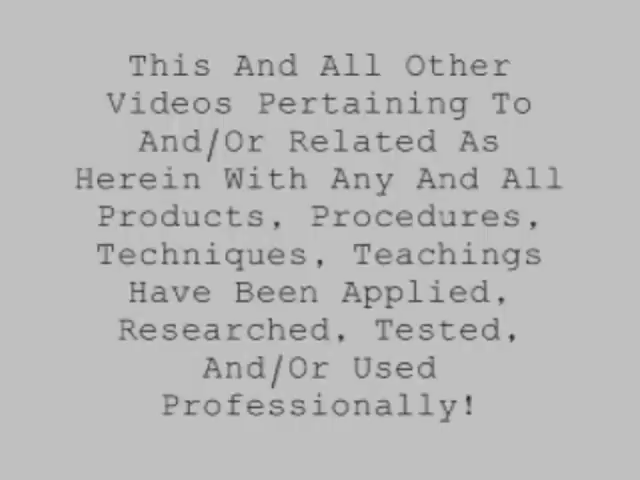 This And All Other
Videos Pertaining To
And/Or Related As
Herein With Any And All
Products, Procedures,
Techniques, Teachings
Have Been Applied,
Researched, Tested,
And/Or Used
Professionally!